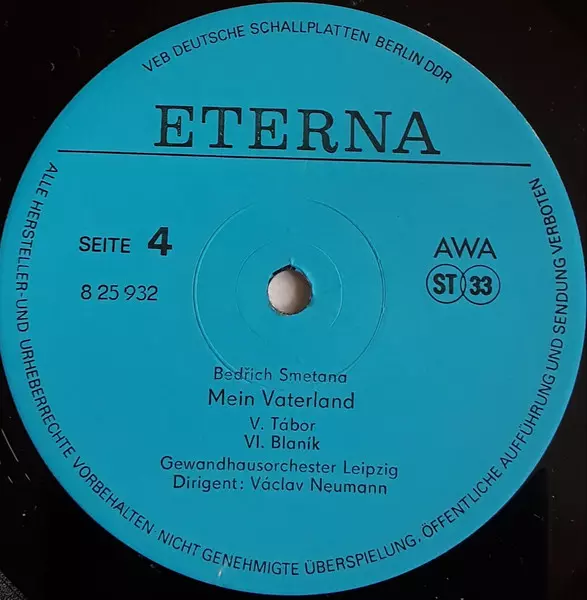 VEB DEUTSCHE SCHALLPLATTEN BERLIN DDR
ETERNA
SEITE 4
8 25 932
AWA
ST 33
Bedřich Smetana
Mein Vaterland
V. Tábor
VI. Blaník
Gewandhausorchester Leipzig
Dirigent: Václav Neumann
ALLE HERSTELLER- UND URHEBERRECHTE VORBEHALTEN NICHT GENEHMIGTE ÜBERSPIELUNG, ÖFFENTLICHE AUFFÜHRUNG UND SENDUNG VERBOTEN